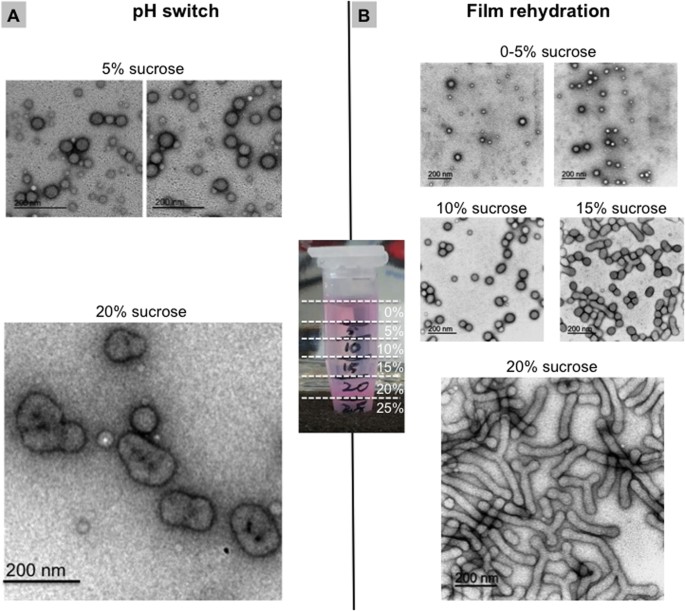 A
pH switch
5% sucrose
200 nm
200 nm
20% sucrose
200 nm
B
Film rehydration
0-5% sucrose
200 nm
200 nm
10% sucrose
15% sucrose
200 nm
200 nm
20% sucrose
200 nm
0%
5%
10%
15%
20%
25%
5
10
15
20
25